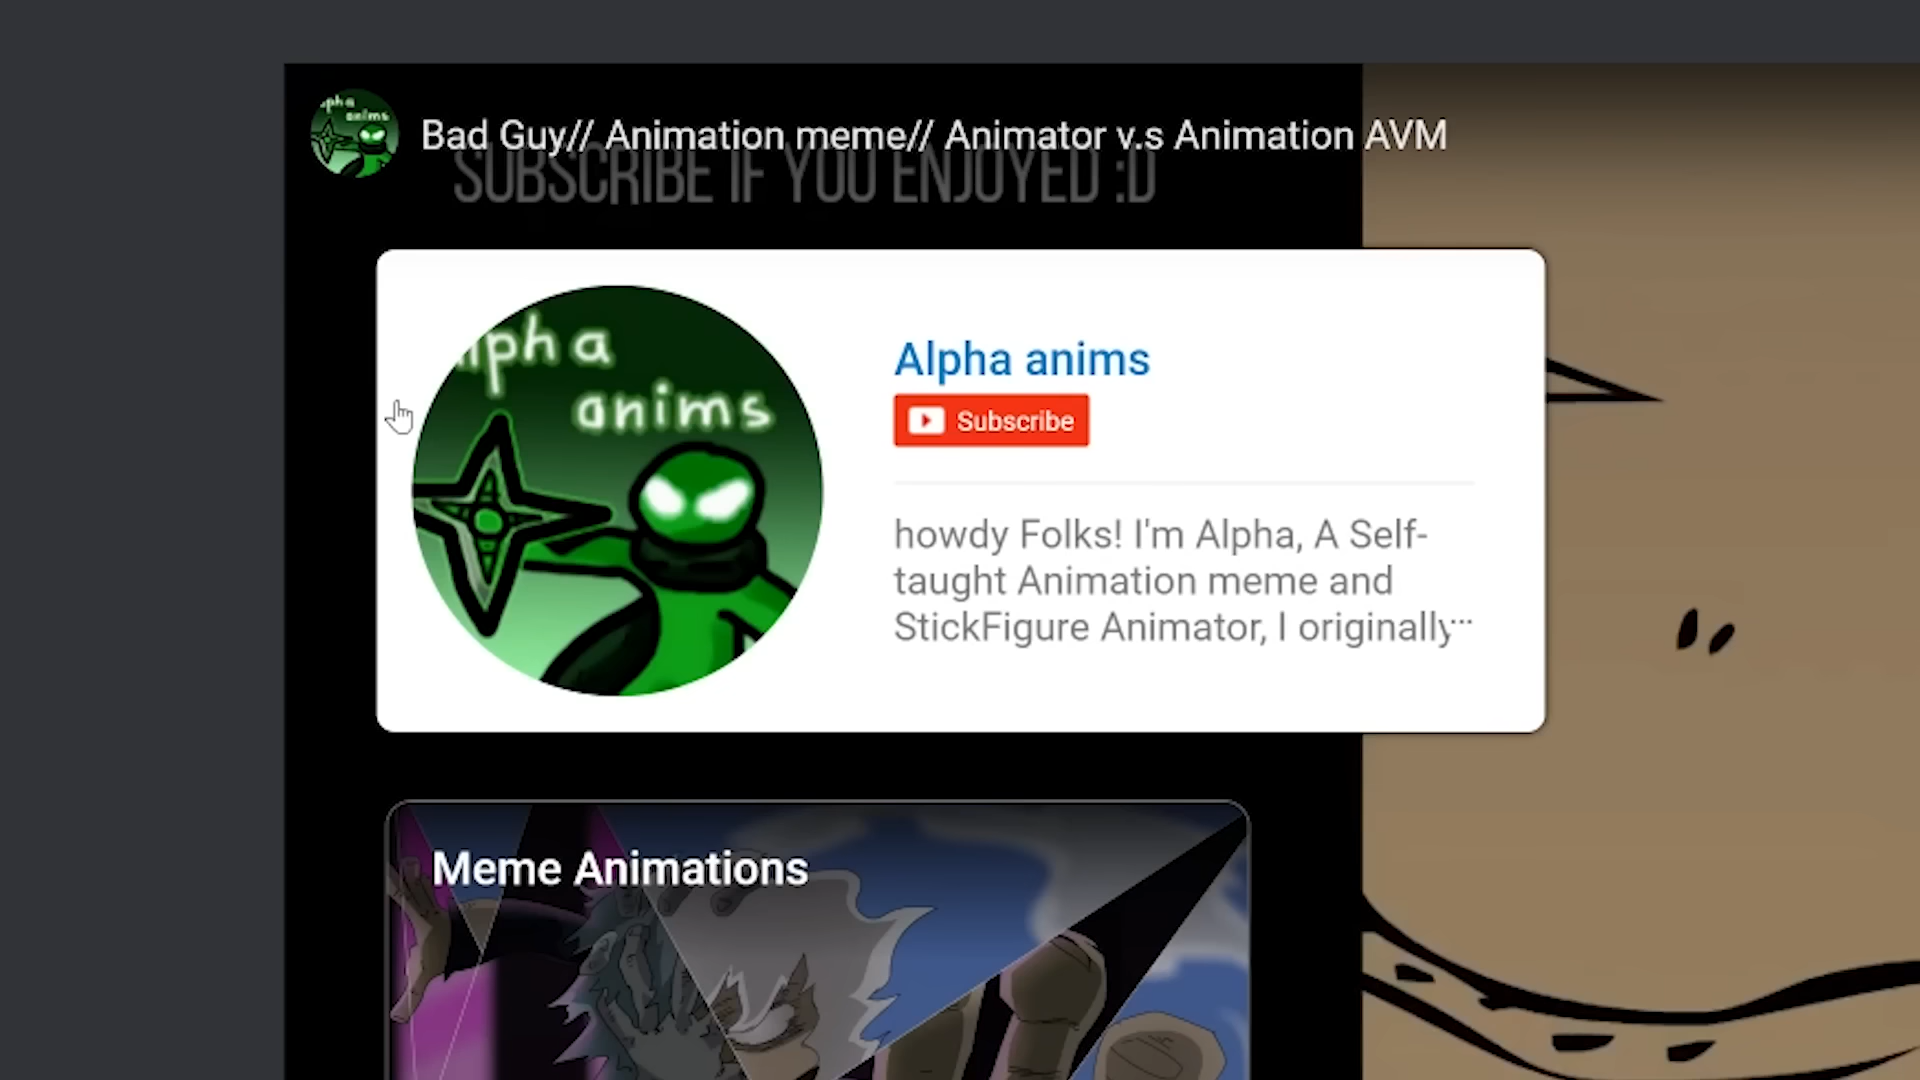 Bad Guy// Animation meme// Animator v.s Animation AVM
SUBSCRIBE IF YOU ENJOYED :D
anims
Alpha anims
Subscribe
howdy Folks! I'm Alpha, A Self-
taught Animation meme and
StickFigure Animator, I originally...
Meme Animations